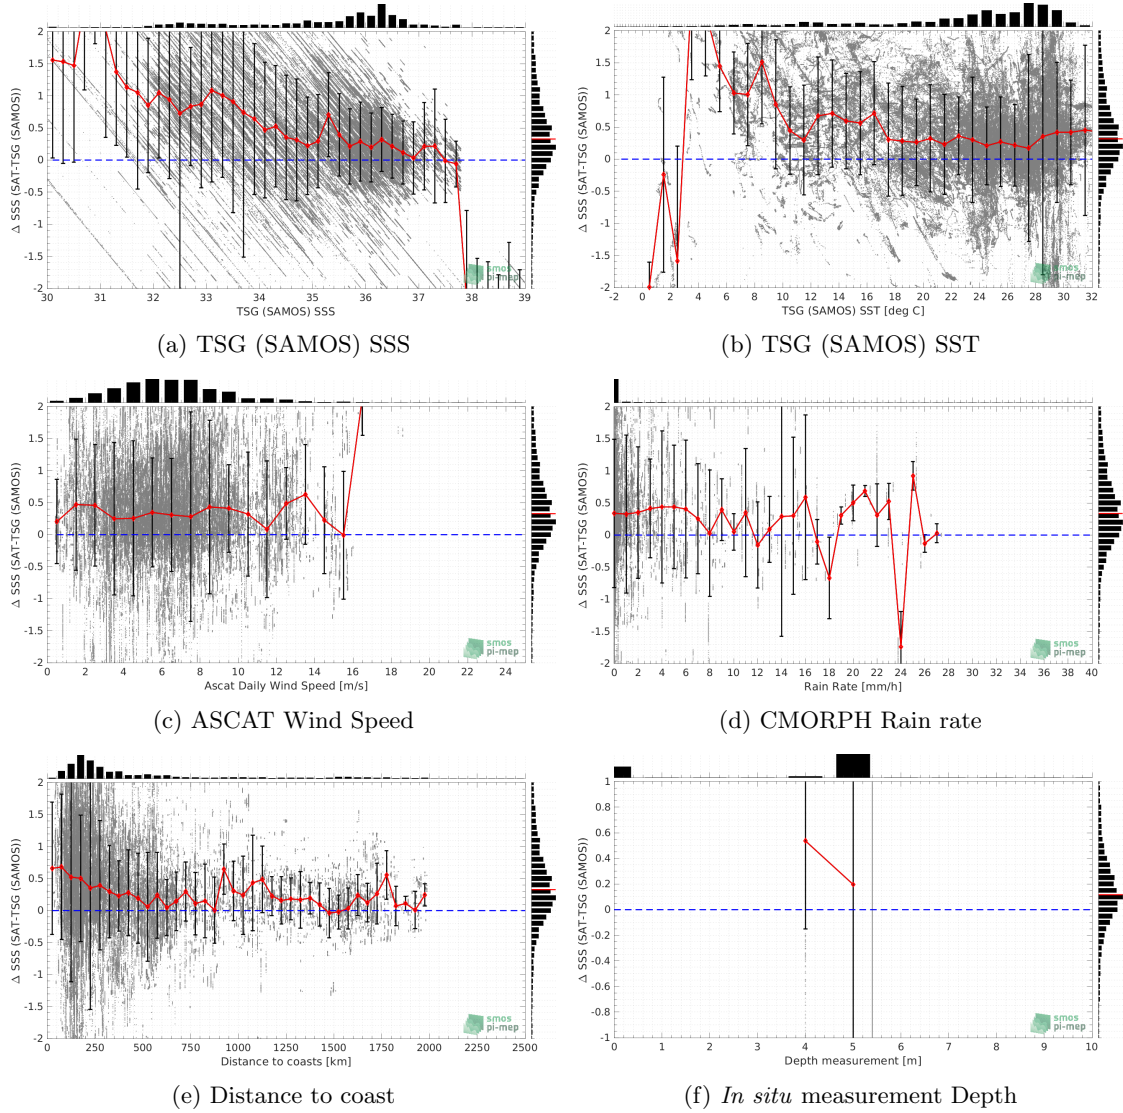 2
1.5
1
0.5
0
-0.5
-1
-1.5
-2
Δ SSS (SAT-TSG (SAMOS))
30 31 32 33 34 35 36 37 38 39
TSG (SAMOS) SSS
smos
pi-mep
(a) TSG (SAMOS) SSS
2
1.5
1
0.5
0
-0.5
-1
-1.5
-2
Δ SSS (SAT-TSG (SAMOS))
-2 0 2 4 6 8 10 12 14 16 18 20 22 24 26 28 30 32
TSG (SAMOS) SST [deg C]
smos
pi-mep
(b) TSG (SAMOS) SST
2
1.5
1
0.5
0
-0.5
-1
-1.5
-2
Δ SSS (SAT-TSG (SAMOS))
0 2 4 6 8 10 12 14 16 18 20 22 24
Ascat Daily Wind Speed [m/s]
smos
pi-mep
(c) ASCAT Wind Speed
2
1.5
1
0.5
0
-0.5
-1
-1.5
-2
Δ SSS (SAT-TSG (SAMOS))
0 2 4 6 8 10 12 14 16 18 20 22 24 26 28 30 32 34 36 38 40
Rain Rate [mm/h]
smos
pi-mep
(d) CMORPH Rain rate
2
1.5
1
0.5
0
-0.5
-1
-1.5
-2
Δ SSS (SAT-TSG (SAMOS))
0 250 500 750 1000 1250 1500 1750 2000 2250 2500
Distance to coasts [km]
smos
pi-mep
(e) Distance to coast
1
0.8
0.6
0.4
0.2
0
-0.2
-0.4
-0.6
-0.8
-1
Δ SSS (SAT-TSG (SAMOS))
0 1 2 3 4 5 6 7 8 9 10
Depth measurement [m]
smos
pi-mep
(f) In situ measurement Depth